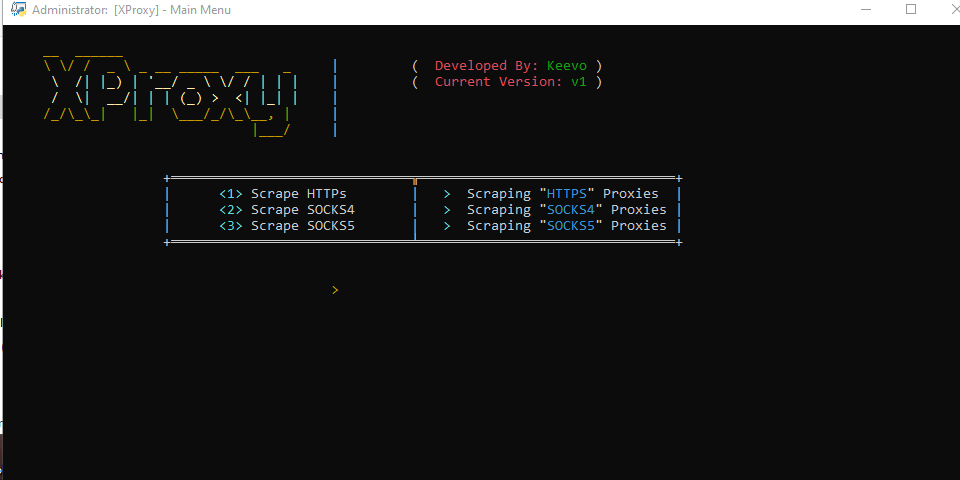 Administrator: [XProxy] - Main Menu
XProxy
( Developed By: Keevo )
( Current Version: v1 )
<1> Scrape HTTPs | > Scraping "HTTPS" Proxies
<2> Scrape SOCKS4 | > Scraping "SOCKS4" Proxies
<3> Scrape SOCKS5 | > Scraping "SOCKS5" Proxies
>